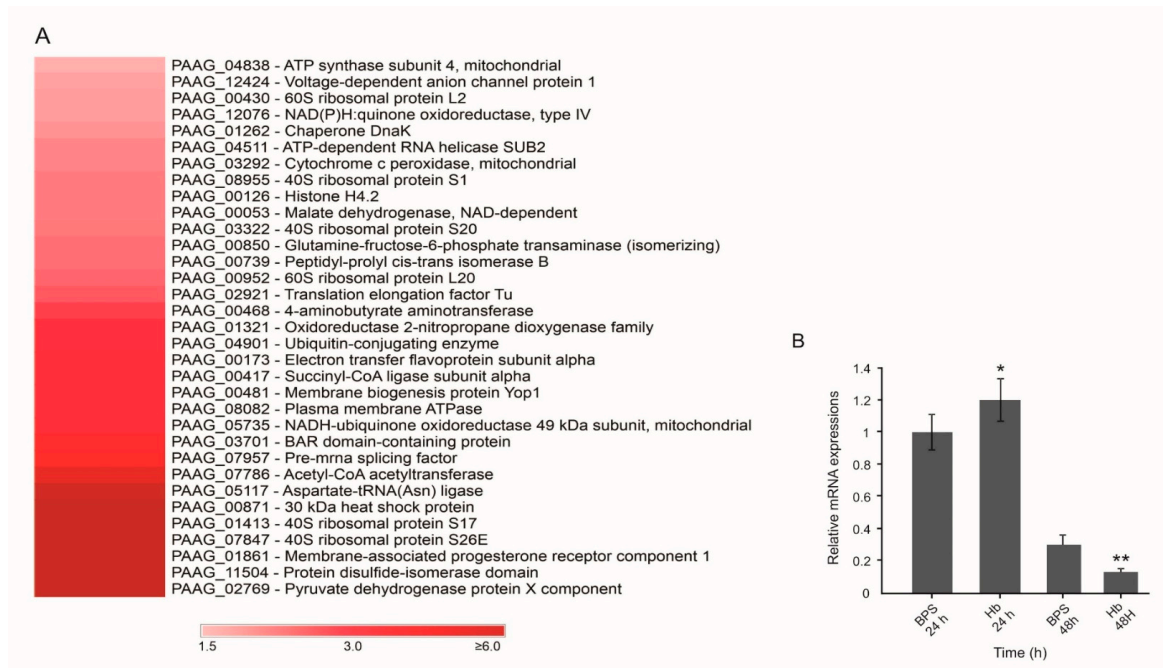 A
PAAG_04838 - ATP synthase subunit 4, mitochondrial
PAAG_12424 - Voltage-dependent anion channel protein 1
PAAG_00430 - 60S ribosomal protein L2
PAAG_12076 - NAD(P)H:quinone oxidoreductase, type IV
PAAG_01262 - Chaperone DnaK
PAAG_04511 - ATP-dependent RNA helicase SUB2
PAAG_03292 - Cytochrome c peroxidase, mitochondrial
PAAG_08955 - 40S ribosomal protein S1
PAAG_00126 - Histone H4.2
PAAG_00053 - Malate dehydrogenase, NAD-dependent
PAAG_03322 - 40S ribosomal protein S20
PAAG_00850 - Glutamine-fructose-6-phosphate transaminase (isomerizing)
PAAG_00739 - Peptidyl-prolyl cis-trans isomerase B
PAAG_00952 - 60S ribosomal protein L20
PAAG_02921 - Translation elongation factor Tu
PAAG_00468 - 4-aminobutyrate aminotransferase
PAAG_01321 - Oxidoreductase 2-nitropropane dioxygenase family
PAAG_04901 - Ubiquitin-conjugating enzyme
PAAG_00173 - Electron transfer flavoprotein subunit alpha
PAAG_00417 - Succinyl-CoA ligase subunit alpha
PAAG_00481 - Membrane biogenesis protein Yop1
PAAG_08082 - Plasma membrane ATPase
PAAG_05735 - NADH-ubiquinone oxidoreductase 49 kDa subunit, mitochondrial
PAAG_03701 - BAR domain-containing protein
PAAG_07957 - Pre-mrna splicing factor
PAAG_07786 - Acetyl-CoA acetyltransferase
PAAG_05117 - Aspartate-tRNA(Asn) ligase
PAAG_00871 - 30 kDa heat shock protein
PAAG_01413 - 40S ribosomal protein S17
PAAG_07847 - 40S ribosomal protein S26E
PAAG_01861 - Membrane-associated progesterone receptor component 1
PAAG_11504 - Protein disulfide-isomerase domain
PAAG_02769 - Pyruvate dehydrogenase protein X component
1.5 3.0 ≥6.0
B
Relative mRNA expressions
1.4
1.2
1
0.8
0.6
0.4
0.2
0
*
**
BPS
24 h
Hb
24 h
BPS
48h
Hb
48H
Time (h)